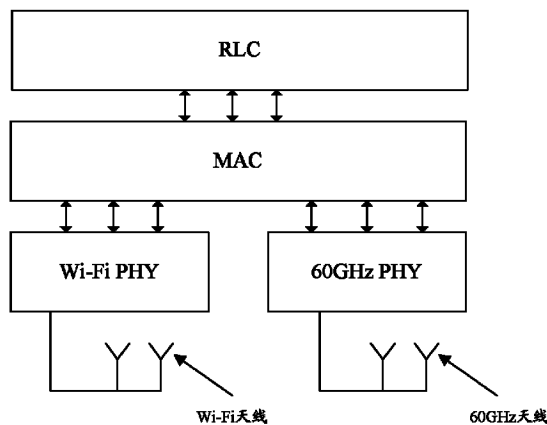 RLC
MAC
Wi-Fi PHY
60GHz PHY
Wi-Fi天线
60GHz天线